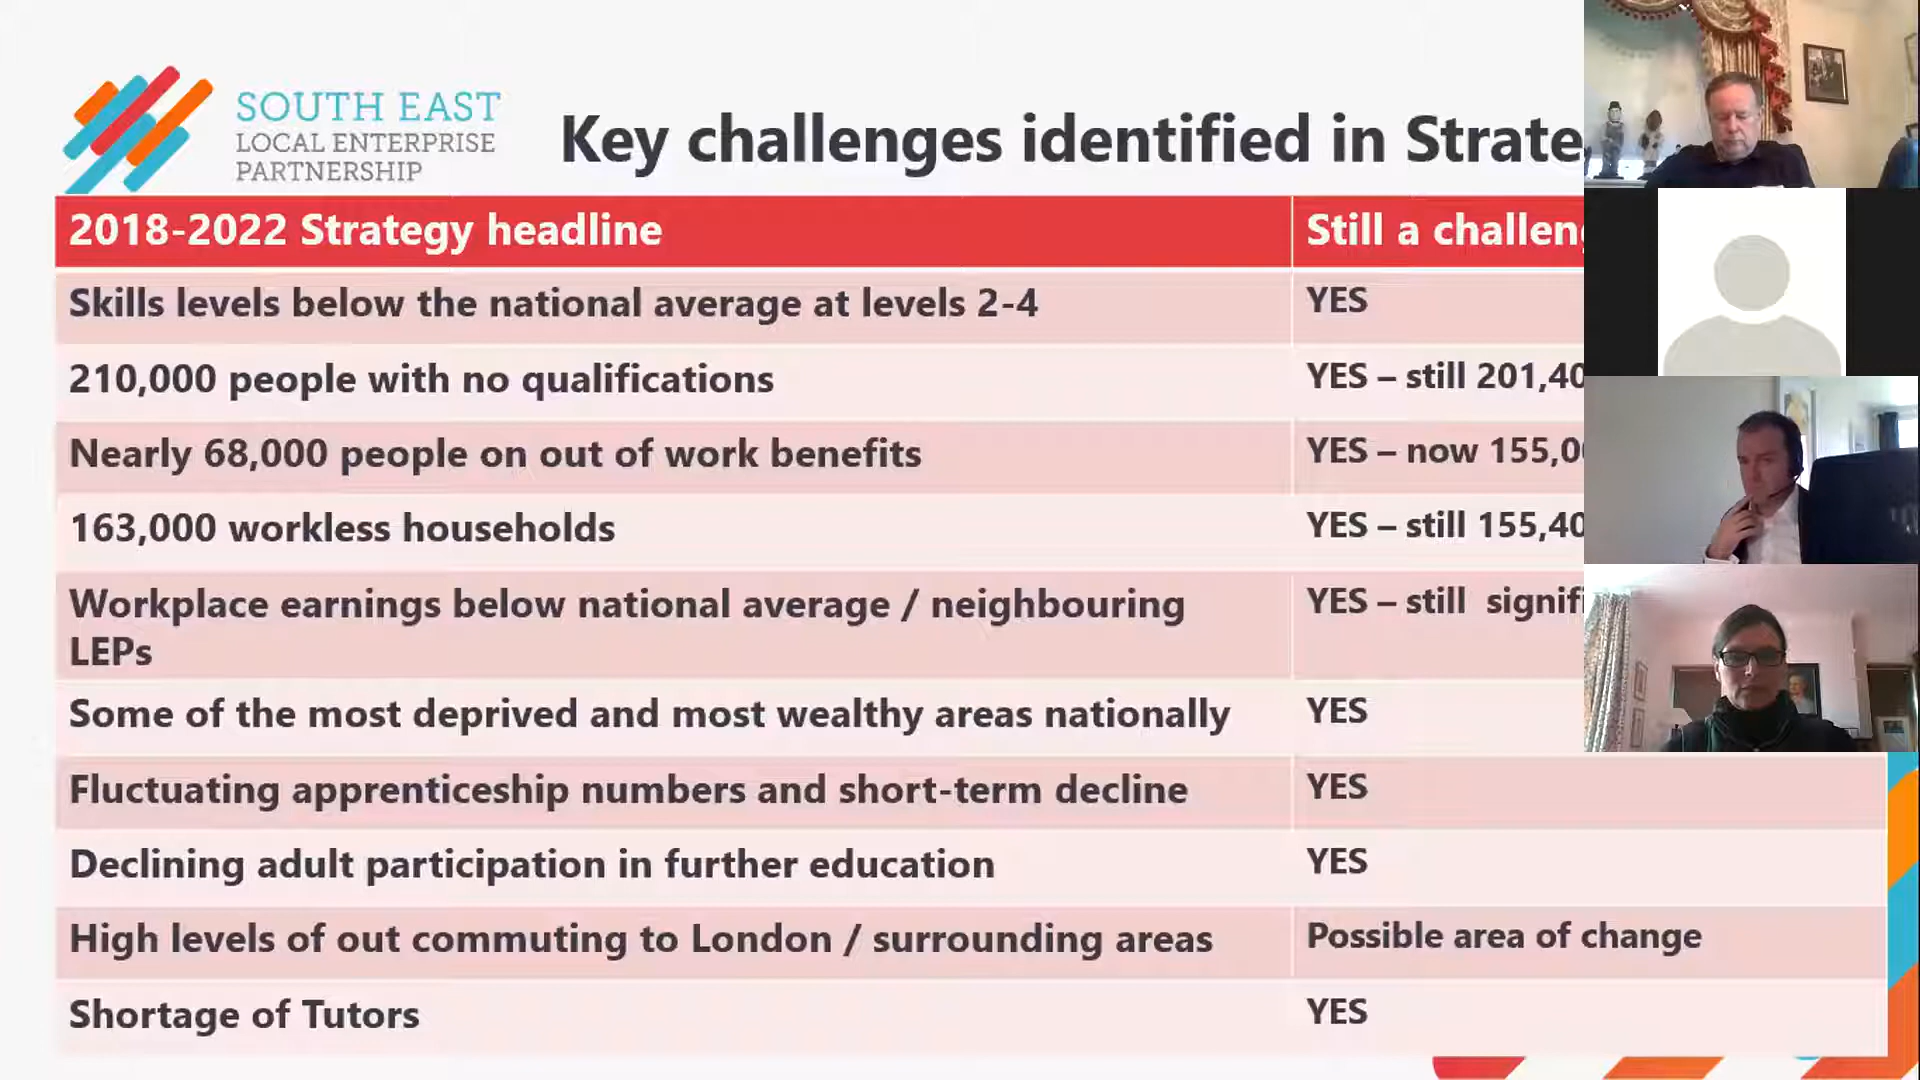 SOUTH EAST
LOCAL ENTERPRISE
PARTNERSHIP
Key challenges identified in Strate
2018-2022 Strategy headline
Still a challeng
Skills levels below the national average at levels 2-4
YES
210,000 people with no qualifications
YES – still 201,40
Nearly 68,000 people on out of work benefits
YES – now 155,0
163,000 workless households
YES – still 155,40
Workplace earnings below national average / neighbouring
LEPs
YES – still signifi
Some of the most deprived and most wealthy areas nationally
YES
Fluctuating apprenticeship numbers and short-term decline
YES
Declining adult participation in further education
YES
High levels of out commuting to London / surrounding areas
Possible area of change
Shortage of Tutors
YES